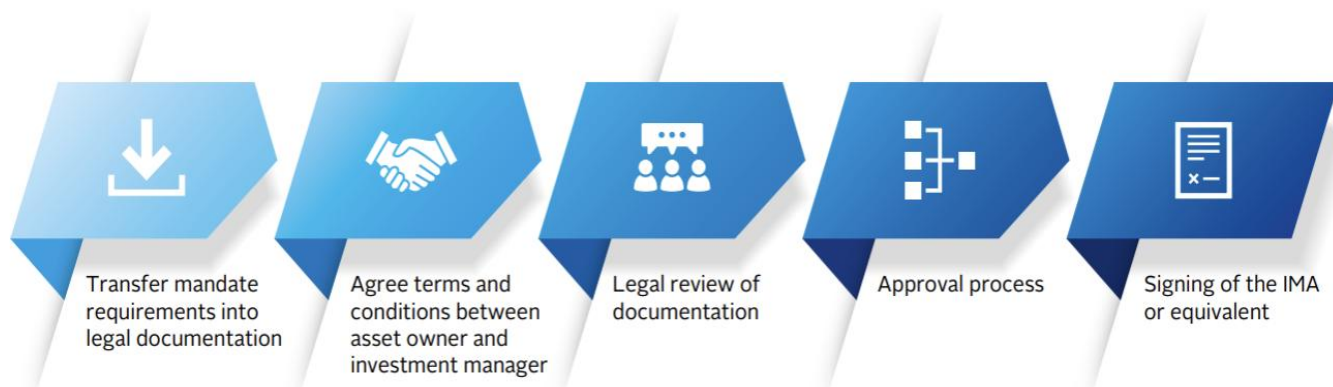 Transfer mandate
requirements into
legal documentation
Agree terms and
conditions between
asset owner and
investment manager
Legal review of
documentation
Approval process
Signing of the IMA
or equivalent